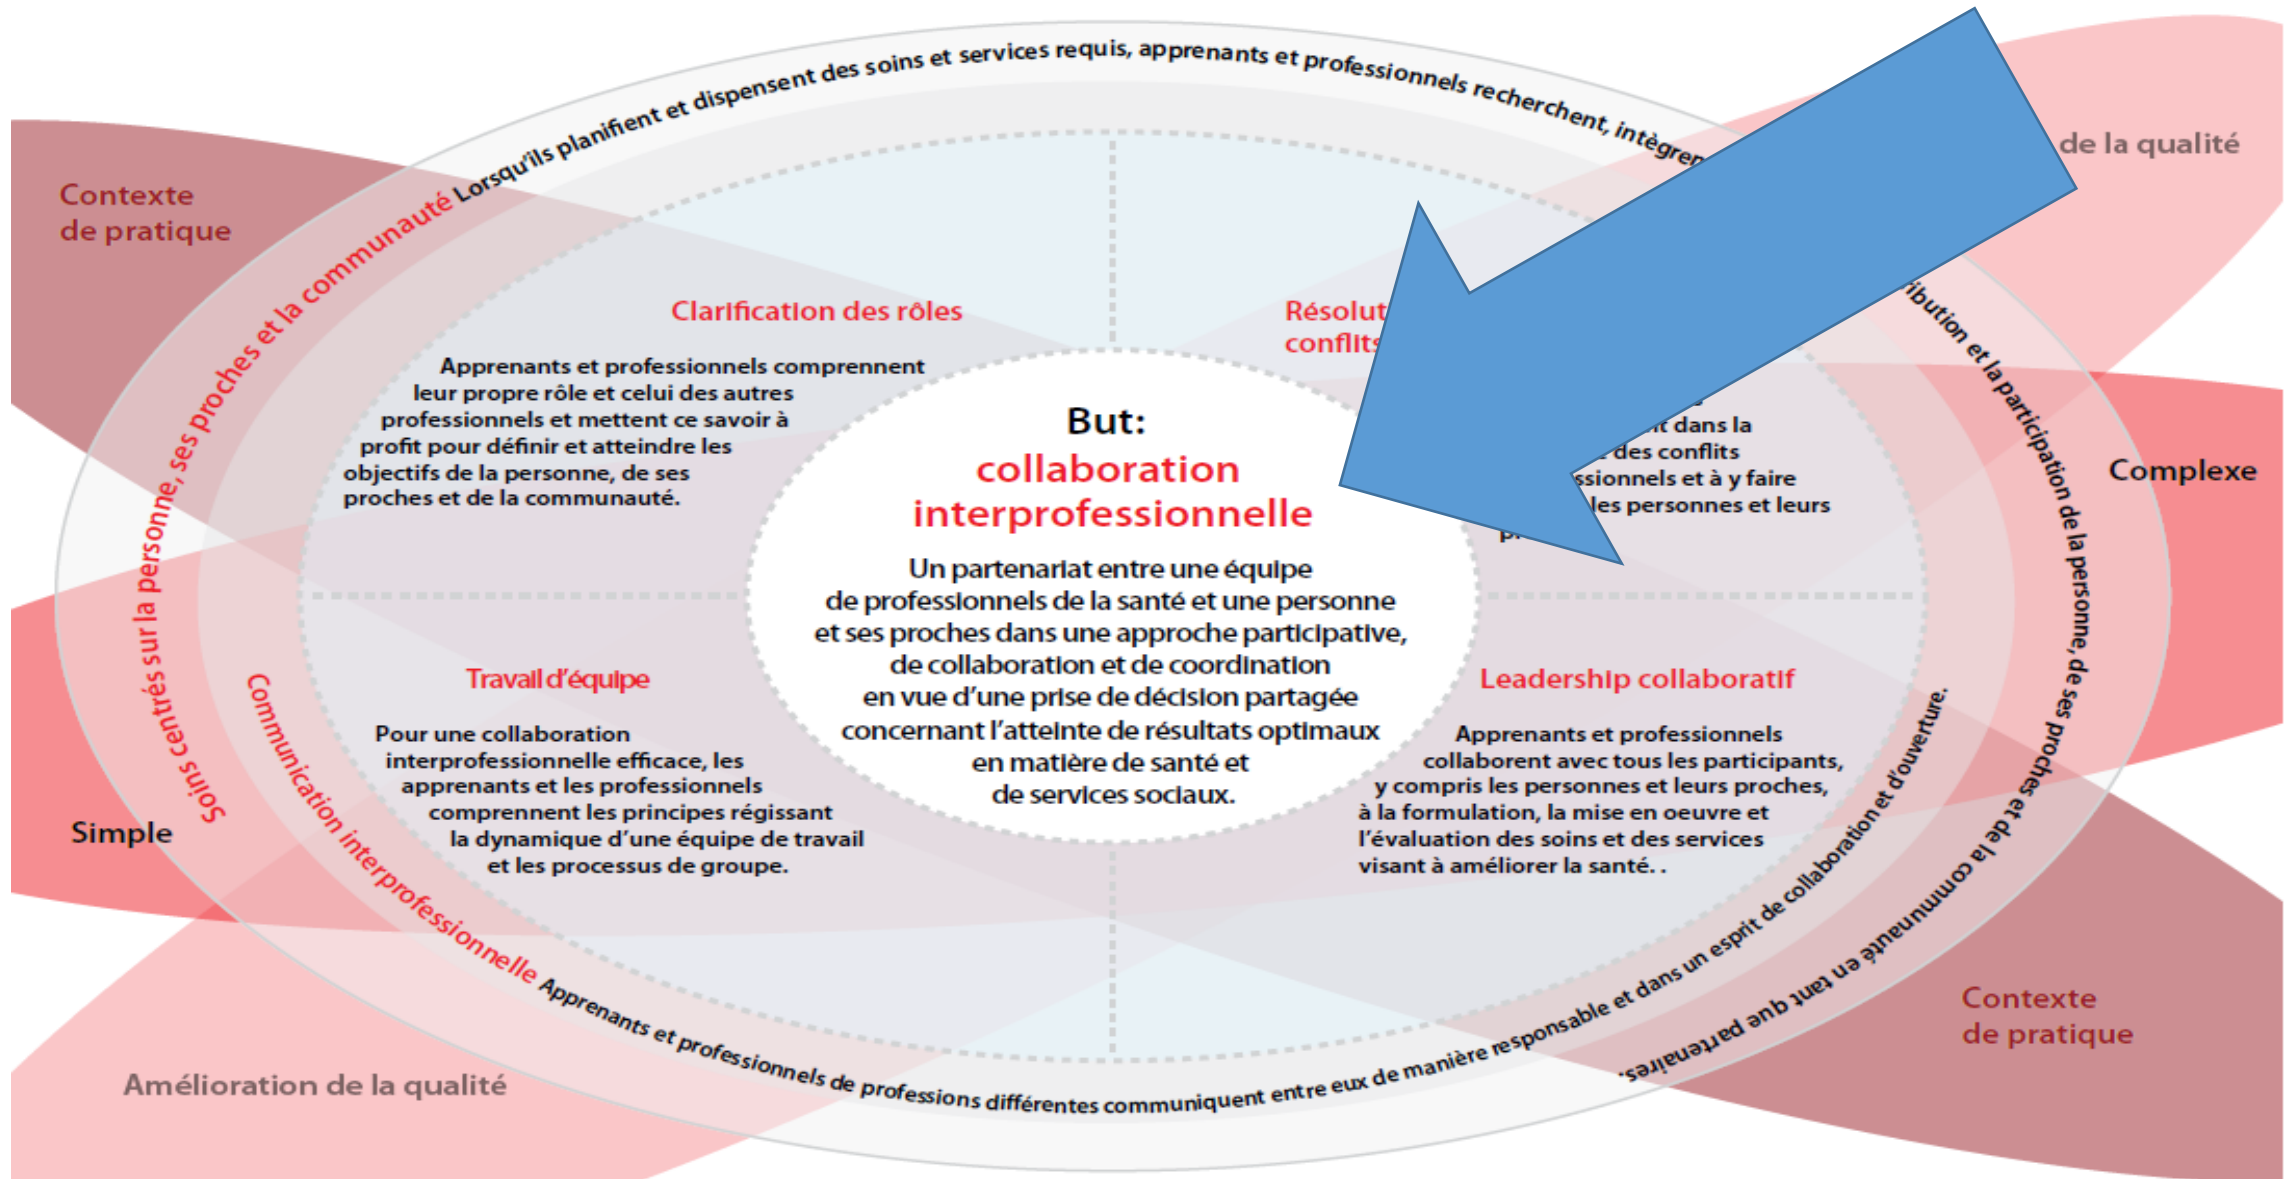 Soins centrés sur la personne, ses proches et la communauté Lorsqu'ils planifient et dispensent des soins et services requis, apprenants et professionnels recherchent,
et la participation de la personne, de ses proches et de la communauté en tant que partenaires.
Contexte
de pratique
de la qualité
Clarification des rôles
Apprenants et professionnels comprennent
leur propre rôle et celui des autres
professionnels et mettent ce savoir à
profit pour définir et atteindre les
objectifs de la personne, de ses
proches et de la communauté.
conflits
dans la
des conflits
et à y faire
les personnes et leurs
But:
collaboration
interprofessionnelle
Un partenariat entre une équipe
de professionnels de la santé et une personne
et ses proches dans une approche participative,
de collaboration et de coordination
en vue d'une prise de décision partagée
concernant l'atteinte de résultats optimaux
en matière de santé et
de services sociaux.
Complexe
Travail d'équipe
Pour une collaboration
interprofessionnelle efficace, les
apprenants et les professionnels
comprennent les principes régissant
la dynamique d'une équipe de travail
et les processus de groupe.
Leadership collaboratif
Apprenants et professionnels
collaborent avec tous les participants,
y compris les personnes et leurs proches,
à la formulation, la mise en oeuvre et
l'évaluation des soins et des services
visant à améliorer la santé. .
Simple
Communication interprofessionnelle Apprenants et professionnels de professions différentes communiquent entre eux de manière responsable et dans un esprit de collaboration et d'ouverture.
Contexte
de pratique
Amélioration de la qualité